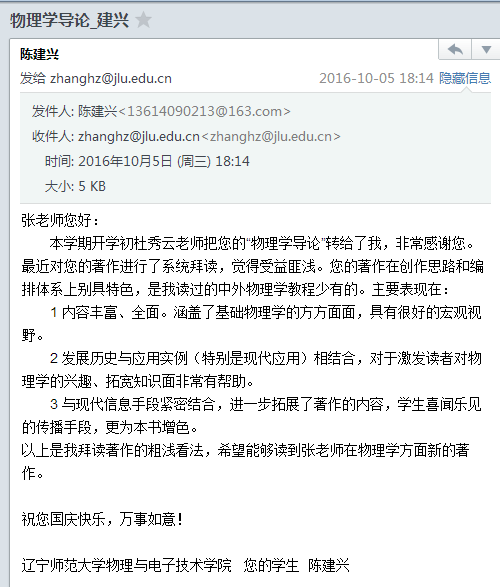 物理学导论_建兴
陈建兴
发给 zhanghz@jlu.edu.cn 2016-10-05 18:14 隐藏信息
发件人: 陈建兴<13614090213@163.com>
收件人: zhanghz@jlu.edu.cn<zhanghz@jlu.edu.cn>
时间: 2016年10月5日 (周三) 18:14
大小: 5 KB
张老师您好：
本学期开学初杜秀云老师把您的“物理学导论”转给了我，非常感谢您。
最近对您的著作进行了系统拜读，觉得受益匪浅。您的著作在创作思路和编
排体系上别具特色，是我读过的中外物理学教程少有的。主要表现在：
1 内容丰富、全面。涵盖了基础物理学的方方面面，具有很好的宏观视
野。
2 发展历史与应用实例（特别是现代应用）相结合，对于激发读者对物
理学的兴趣、拓宽知识面非常有帮助。
3 与现代信息手段紧密结合，进一步拓展了著作的内容，学生喜闻乐见
的传播手段，更为本书增色。
以上是我拜读著作的粗浅看法，希望能够读到张老师在物理学方面新的著
作。
祝您国庆快乐，万事如意！
辽宁师范大学物理与电子技术学院 您的学生 陈建兴